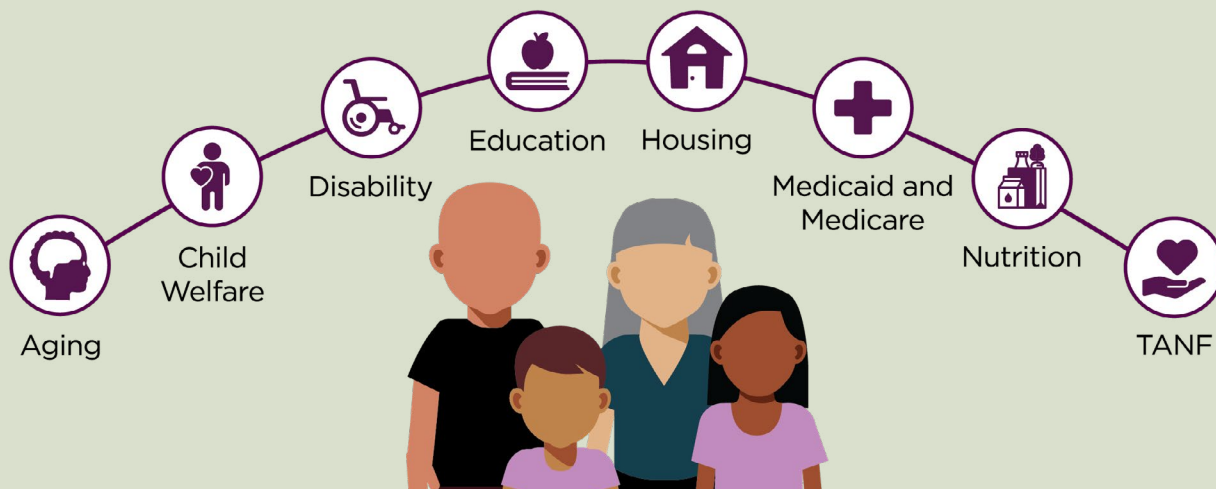 Aging
Child
Welfare
Disability
Education
Housing
Medicaid and
Medicare
Nutrition
TANF